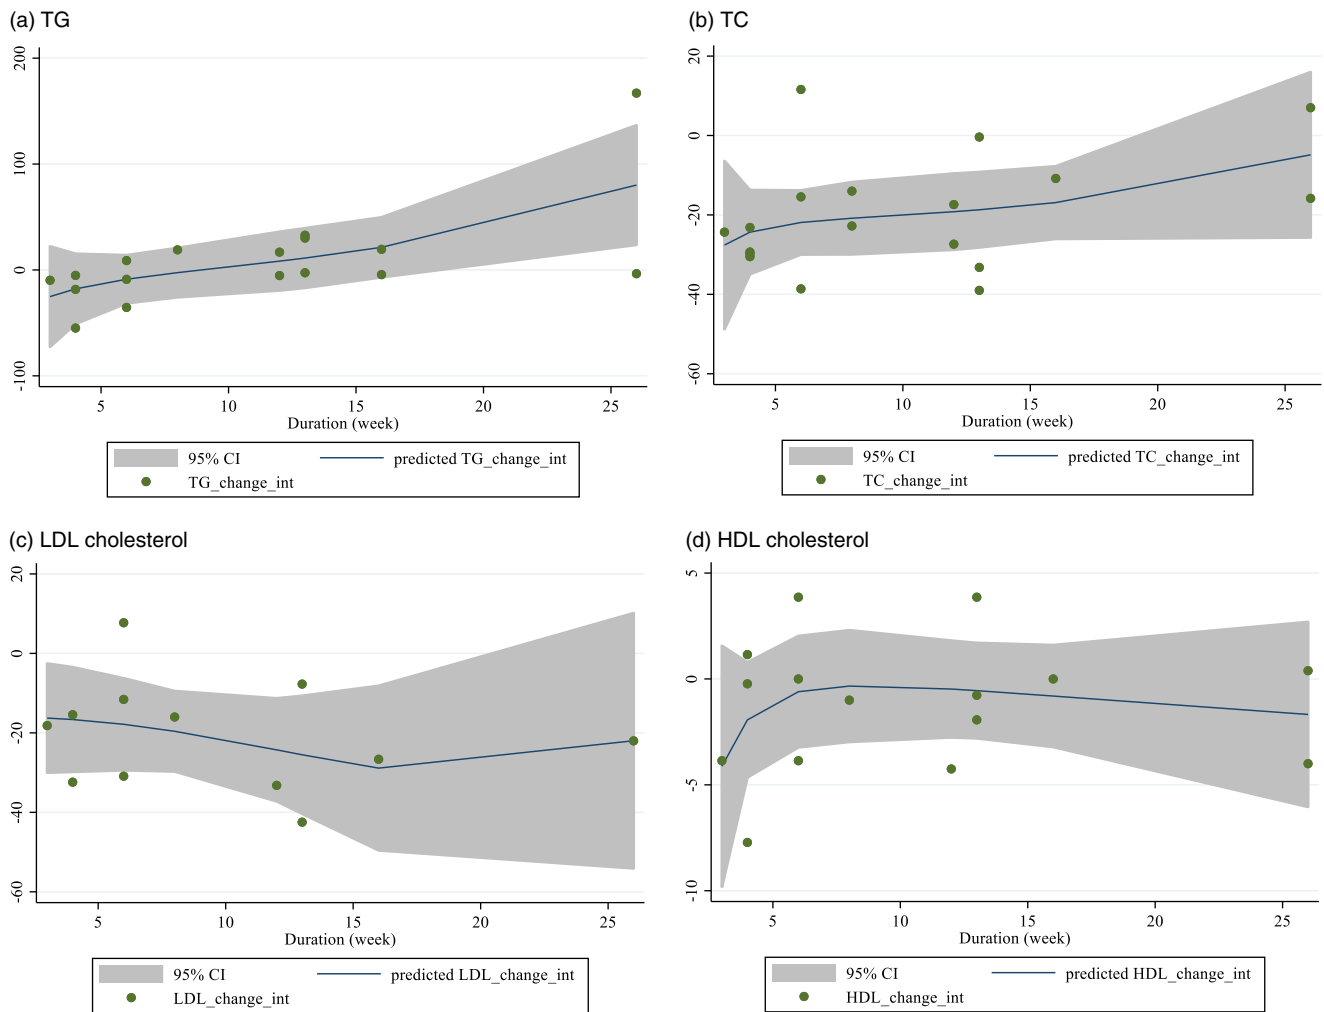 (a) TG
200
100
0
-100
5 10 15 20 25
Duration (week)
95% CI predicted TG_change_int
TG_change_int
(b) TC
20
0
-20
-40
-60
5 10 15 20 25
Duration (week)
95% CI predicted TC_change_int
TC_change_int
(c) LDL cholesterol
20
0
-20
-40
-60
5 10 15 20 25
Duration (week)
95% CI predicted LDL_change_int
LDL_change_int
(d) HDL cholesterol
5
0
-5
-10
5 10 15 20 25
Duration (week)
95% CI predicted HDL_change_int
HDL_change_int